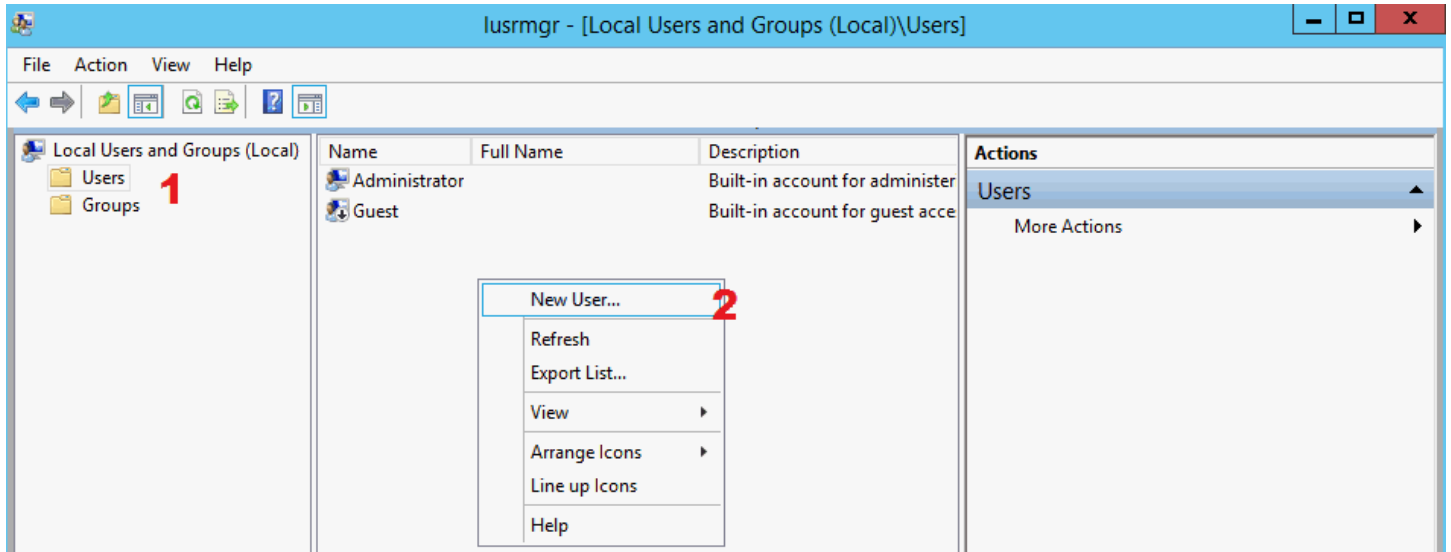 lusrmgr - [Local Users and Groups (Local)\Users]
File Action View Help
Local Users and Groups (Local)
Users
Groups
1
Name Full Name Description
Administrator Built-in account for administer
Guest Built-in account for guest acce
New User...
2
Refresh
Export List...
View
Arrange Icons
Line up Icons
Help
Actions
Users
More Actions